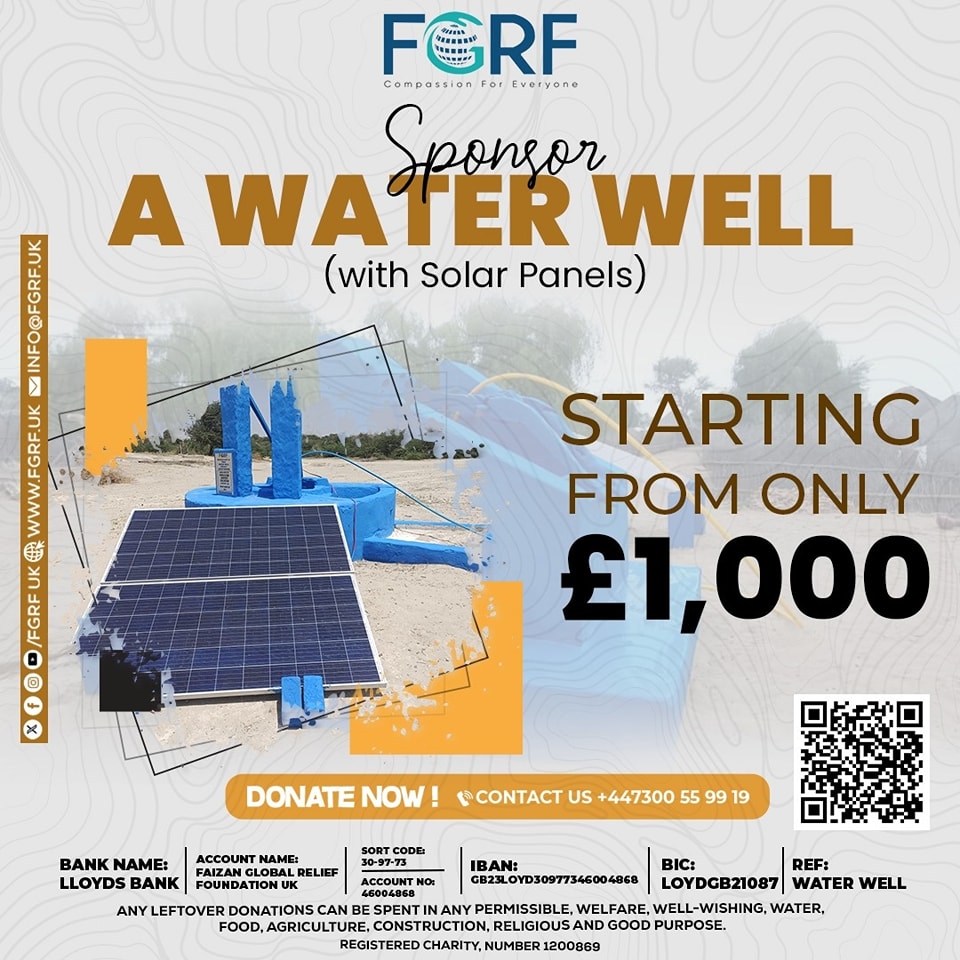 FGRF
Compassion For Everyone
Sponsor
A WATER WELL
(with Solar Panels)
/FGRF UK WWW.FGRF.UK INFO@FGRF.UK
STARTING
FROM ONLY
£1,000
DONATE NOW! CONTACT US +447300 55 99 19
BANK NAME:
LLOYDS BANK
ACCOUNT NAME:
FAIZAN GLOBAL RELIEF
FOUNDATION UK
SORT CODE:
30-97-73
ACCOUNT NO:
46004868
IBAN:
GB23LOYD30977346004868
BIC:
LOYDGB21087
REF:
WATER WELL
ANY LEFTOVER DONATIONS CAN BE SPENT IN ANY PERMISSIBLE, WELFARE, WELL-WISHING, WATER,
FOOD, AGRICULTURE, CONSTRUCTION, RELIGIOUS AND GOOD PURPOSE.
REGISTERED CHARITY, NUMBER 1200869